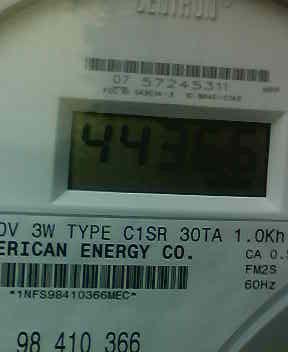 CENTRON
07 57245311
44366
0V 3W TYPE C1SR 30TA 1.0Kh
ERICAN ENERGY CO.
CA 0.
*1NFS98410366MEC*
FM2S
60Hz
98 410 366